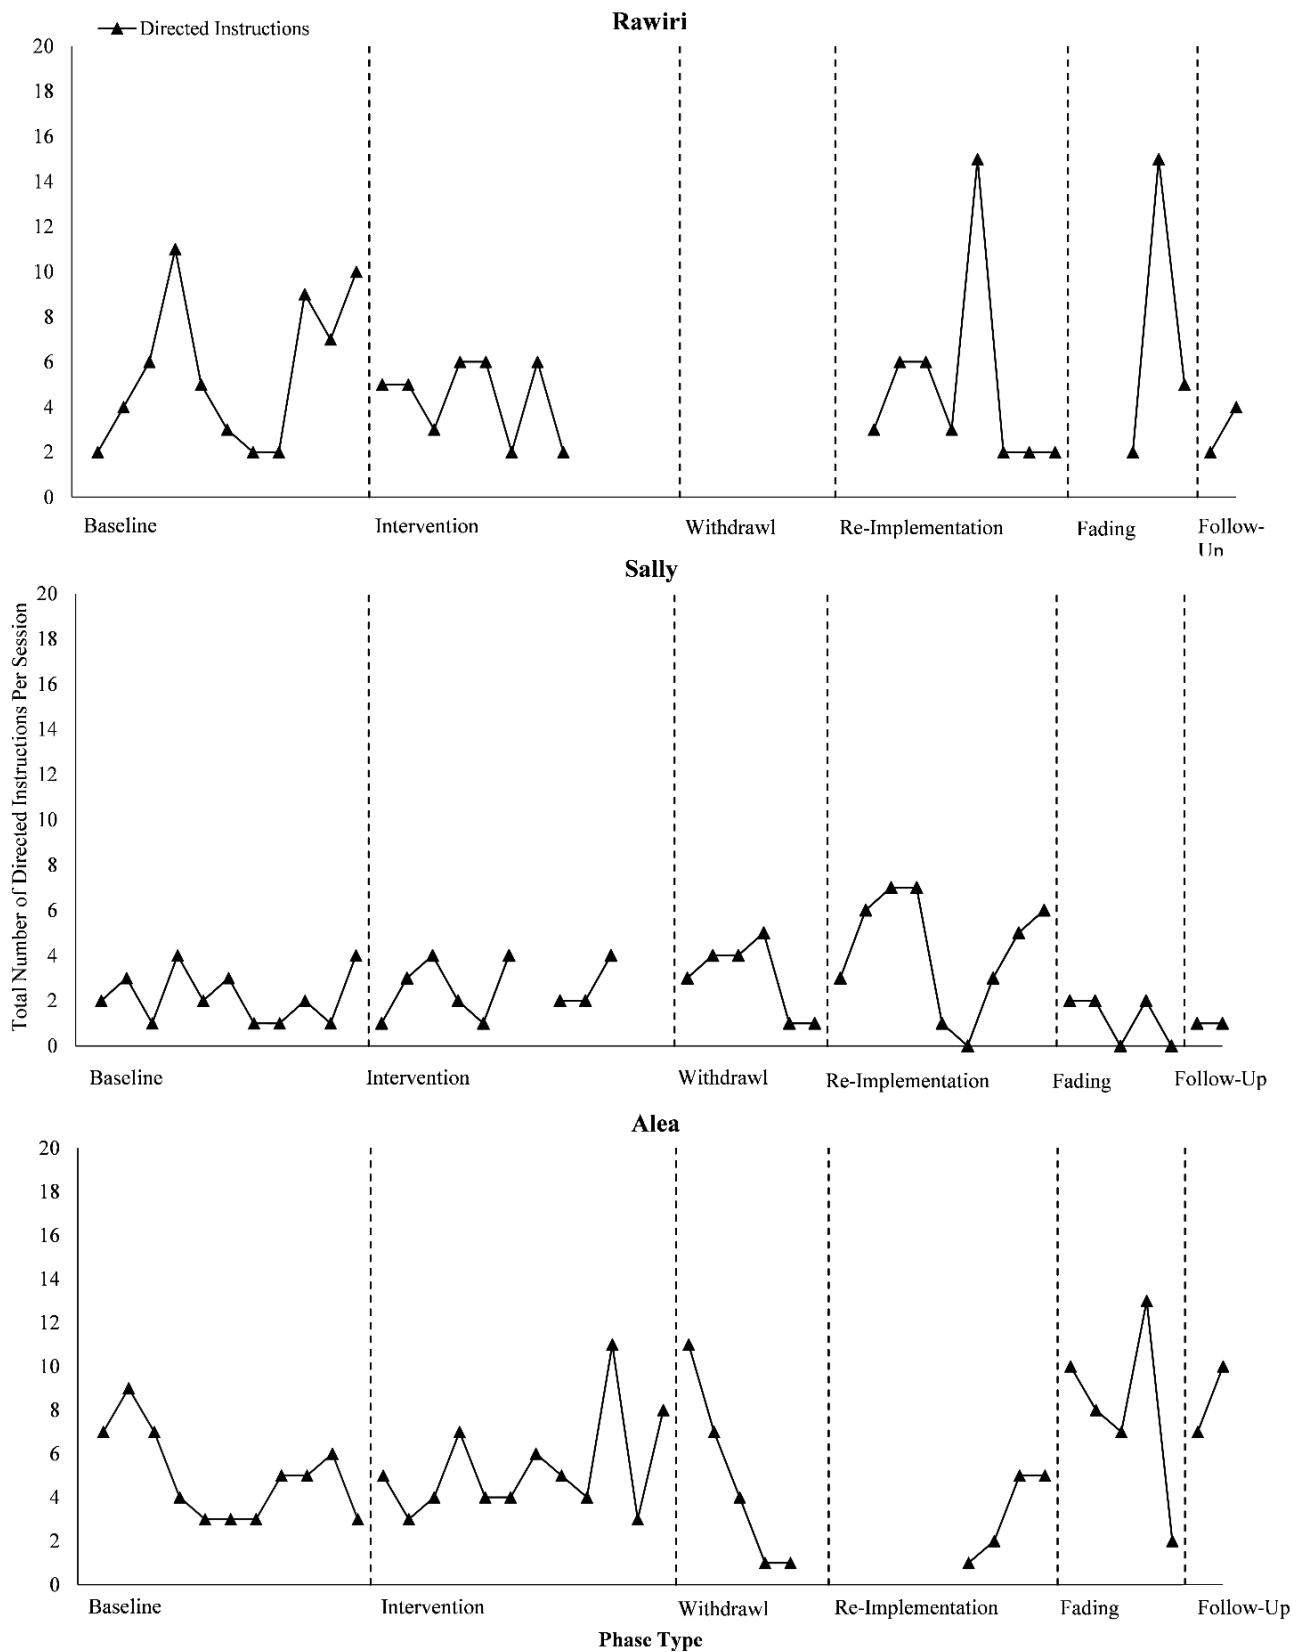 Rawiri
Directed Instructions
20
18
16
14
12
10
8
6
4
2
0
Baseline
Intervention
Withdrawl
Re-Implementation
Fading
Follow-
Un
Sally
Total Number of Directed Instructions Per Session
20
18
16
14
12
10
8
6
4
2
0
Baseline
Intervention
Withdrawl
Re-Implementation
Fading
Follow-Up
Alea
20
18
16
14
12
10
8
6
4
2
0
Baseline
Intervention
Withdrawl
Re-Implementation
Fading
Follow-Up
Phase Type